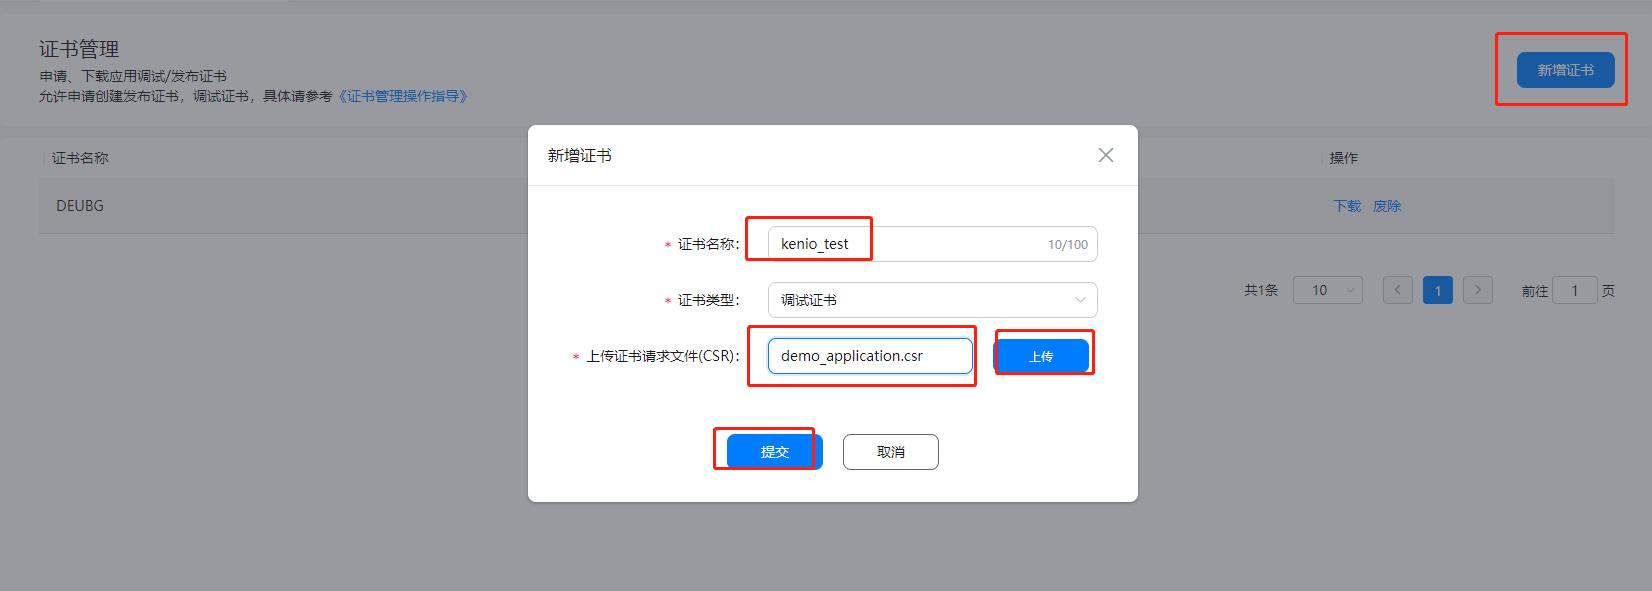 证书管理
申请、下载应用调试/发布证书
允许申请创建发布证书，调试证书，具体请参考《证书管理操作指导》
新增证书
证书名称
操作
DEUBG
下载 废除
共1条 10 1 前往 1 页
新增证书
* 证书名称： kenio_test 10/100
* 证书类型： 调试证书
* 上传证书请求文件(CSR)： demo_application.csr 上传
提交 取消